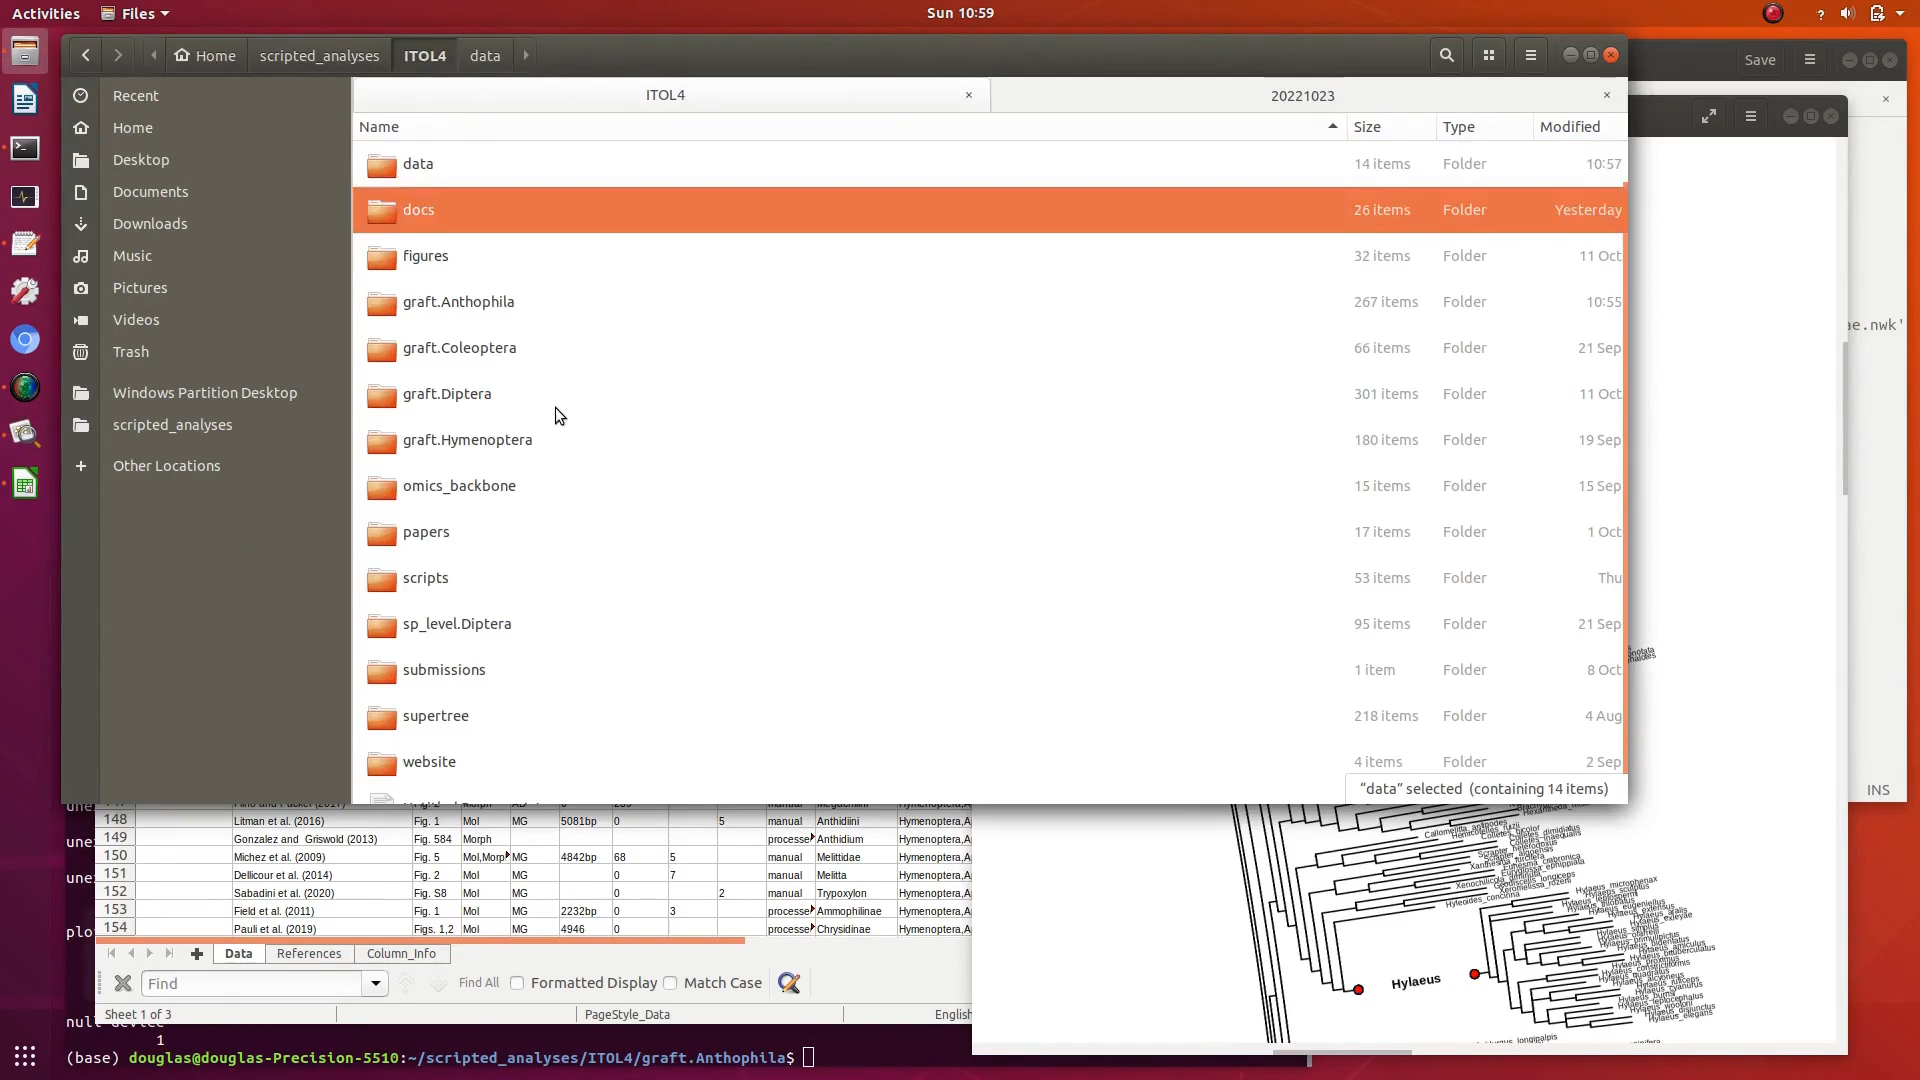 Activities
Files
Sun 10:59
?
Home
scripted_analyses
ITOL4
data
Save
ITOL4
20221023
Name
Size
Type
Modified
Recent
Home
Desktop
Documents
Downloads
Music
Pictures
Videos
Trash
Windows Partition Desktop
scripted_analyses
Other Locations
data 14 items Folder 10:57
docs 26 items Folder Yesterday
figures 32 items Folder 11 Oct
graft.Anthophila 267 items Folder 10:55
graft.Coleoptera 66 items Folder 21 Sep
graft.Diptera 301 items Folder 11 Oct
graft.Hymenoptera 180 items Folder 19 Sep
omics_backbone 15 items Folder 15 Sep
papers 17 items Folder 1 Oct
scripts 53 items Folder Thu
sp_level.Diptera 95 items Folder 21 Sep
submissions 1 item Folder 8 Oct
supertree 218 items Folder 4 Aug
website 4 items Folder 2 Sep
"data" selected (containing 14 items)
ae.nwk'
INS
148 Litman et al. (2016) Fig. 1 Mol MG 5081bp 0 5 manual Anthidiini Hymenoptera,A
149 Gonzalez and Griswold (2013) Fig. 584 Morph processe Anthidium Hymenoptera,A
150 Michez et al. (2009) Fig. 5 Mol,Morp MG 4842bp 68 5 manual Melittidae Hymenoptera,A
151 Dellicour et al. (2014) Fig. 2 Mol MG 0 7 manual Melitta Hymenoptera,A
152 Sabadini et al. (2020) Fig. S8 Mol MG 0 2 manual Trypoxylon Hymenoptera,A
153 Field et al. (2011) Fig. 1 Mol MG 2232bp 0 3 processe Ammophilinae Hymenoptera,A
154 Pauli et al. (2019) Figs. 1,2 Mol MG 4946 0 processe Chrysidinae Hymenoptera,A
Data
References
Column_Info
Find
Find All
Formatted Display
Match Case
Sheet 1 of 3
PageStyle_Data
English
une
une
plo
null device
1
(base) douglas@douglas-Precision-5510:~/scripted_analyses/ITOL4/graft.Anthophila$
Hylaeus
Hyleoides_concinna
Hylaeus_microphenax
Hylaeus_elegans